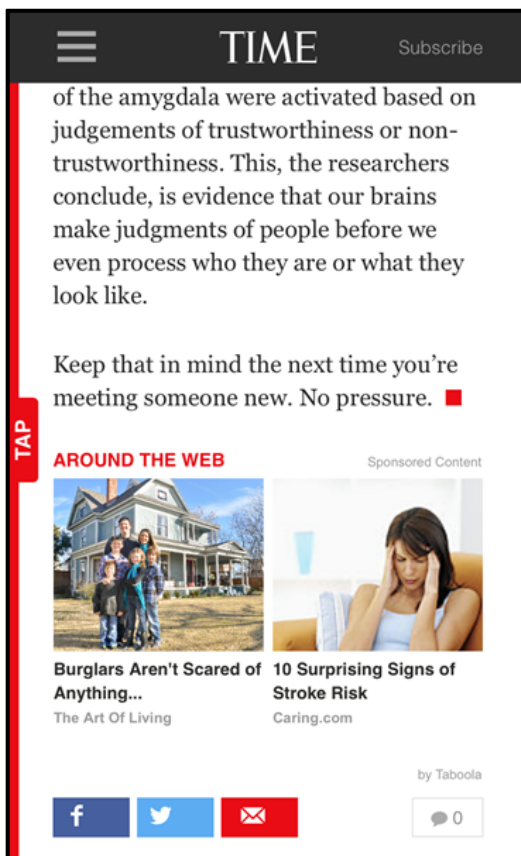 TIME
Subscribe
of the amygdala were activated based on
judgements of trustworthiness or non-
trustworthiness. This, the researchers
conclude, is evidence that our brains
make judgments of people before we
even process who they are or what they
look like.
Keep that in mind the next time you’re
meeting someone new. No pressure.
TAP
AROUND THE WEB
Sponsored Content
Burglars Aren't Scared of
Anything...
The Art Of Living
10 Surprising Signs of
Stroke Risk
Caring.com
by Taboola
f
0